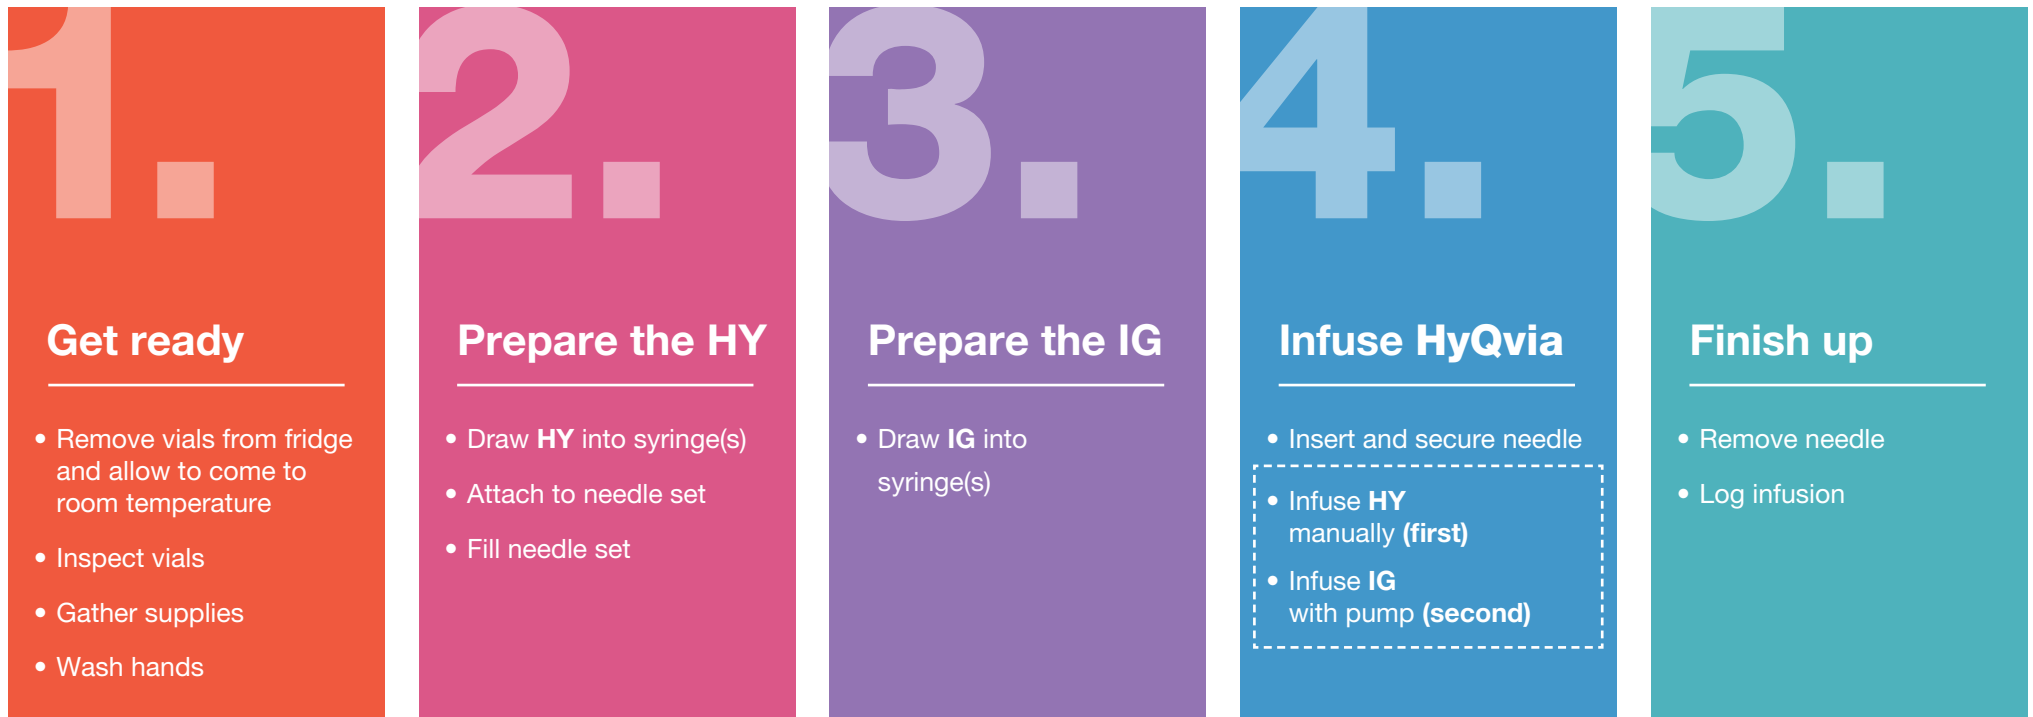 1.
Get ready
• Remove vials from fridge
and allow to come to
room temperature
• Inspect vials
• Gather supplies
• Wash hands
2.
Prepare the HY
• Draw HY into syringe(s)
• Attach to needle set
• Fill needle set
3.
Prepare the IG
• Draw IG into
syringe(s)
4.
Infuse HyQvia
• Insert and secure needle
• Infuse HY
manually (first)
• Infuse IG
with pump (second)
5.
Finish up
• Remove needle
• Log infusion